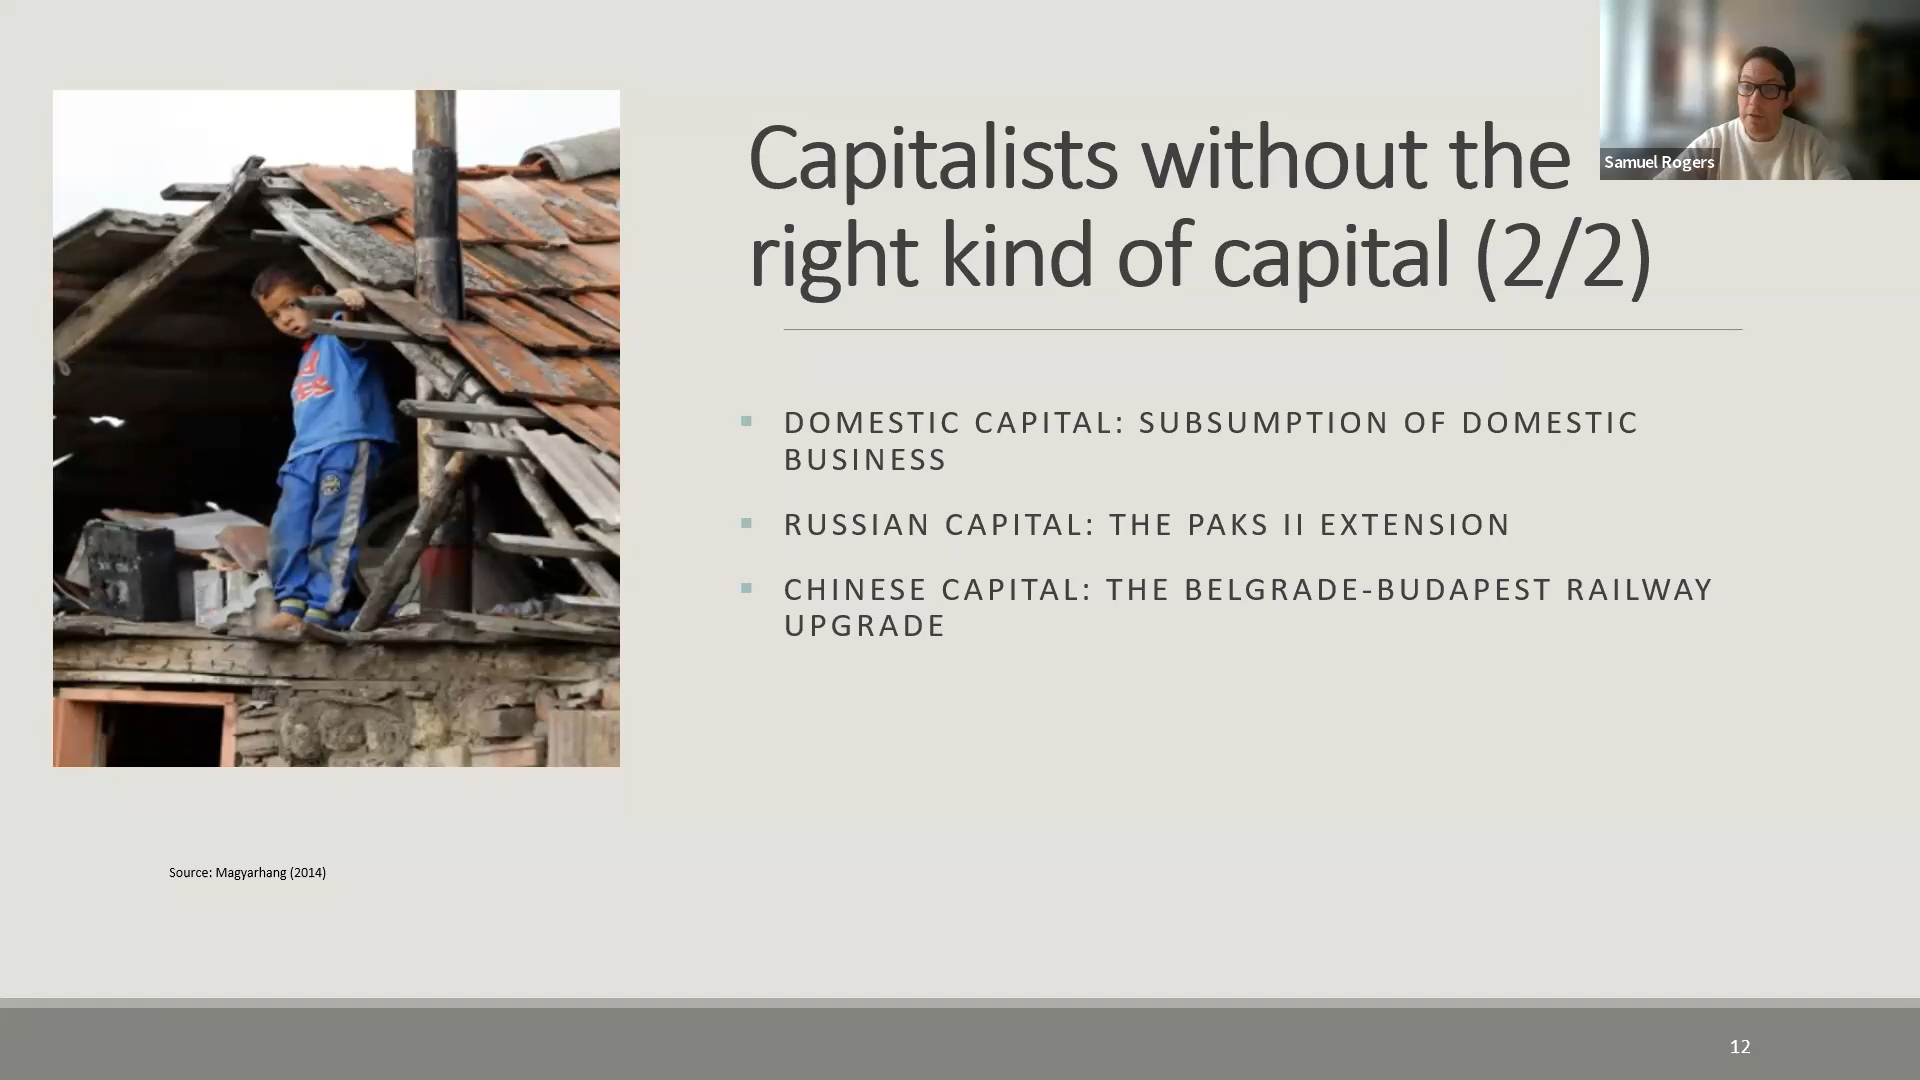 Capitalists without the
right kind of capital (2/2)
Samuel Rogers
DOMESTIC CAPITAL: SUBSUMPTION OF DOMESTIC
BUSINESS
RUSSIAN CAPITAL: THE PAKS II EXTENSION
CHINESE CAPITAL: THE BELGRADE-BUDAPEST RAILWAY
UPGRADE
Source: Magyarhang (2014)
12